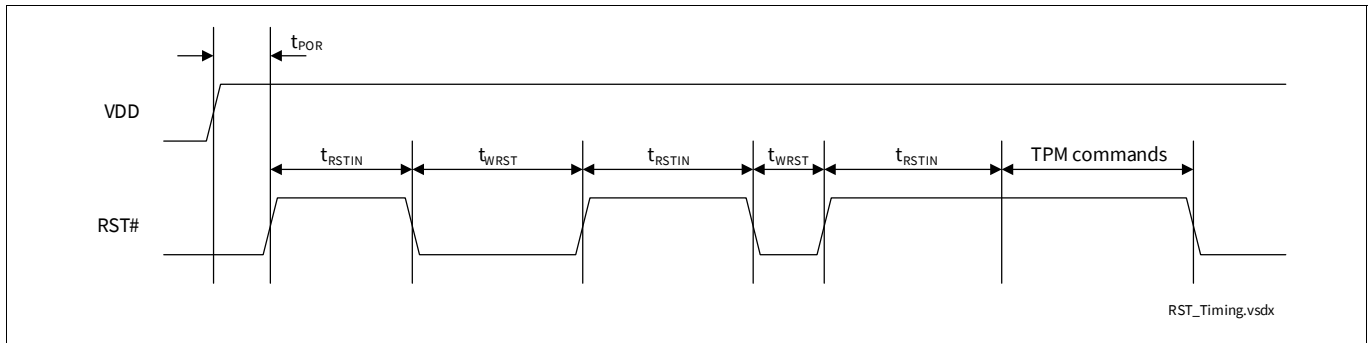 tPOR
VDD
tRSTIN tWRST tRSTIN tWRST tRSTIN TPM commands
RST#
RST_Timing.vsdx